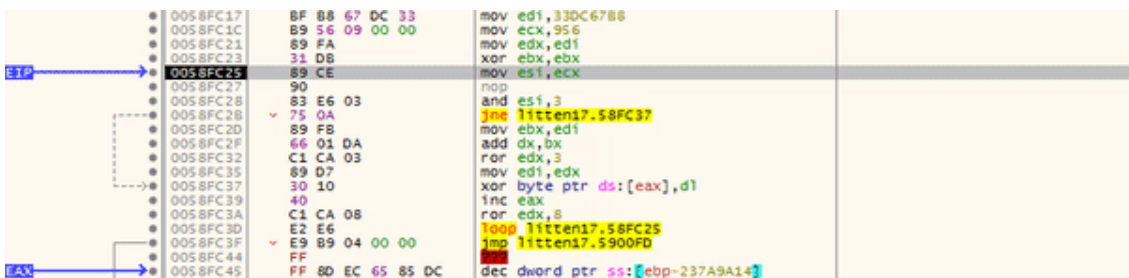 0058FC17 BF 88 67 DC 33 mov edi,33DC6788
0058FC1C B9 56 09 00 00 mov ecx,956
0058FC21 89 FA mov edx,edi
0058FC23 31 DB xor ebx,ebx
EIP 0058FC25 89 CE mov esi,ecx
0058FC27 90 nop
0058FC28 83 E6 03 and esi,3
0058FC2B 75 0A jne litten17.58FC37
0058FC2D 89 FB mov ebx,edi
0058FC2F 66 01 DA add dx,bx
0058FC32 C1 CA 03 ror edx,3
0058FC35 89 D7 mov edi,edx
0058FC37 30 10 xor byte ptr ds:[eax],dl
0058FC39 40 inc eax
0058FC3A C1 CA 08 ror edx,8
0058FC3D E2 E6 loop litten17.58FC25
0058FC3F E9 B9 04 00 00 jmp litten17.5900FD
0058FC44 FF ???
EAX 0058FC45 FF 8D EC 65 85 DC dec dword ptr ss:[ebp-237A9A14]